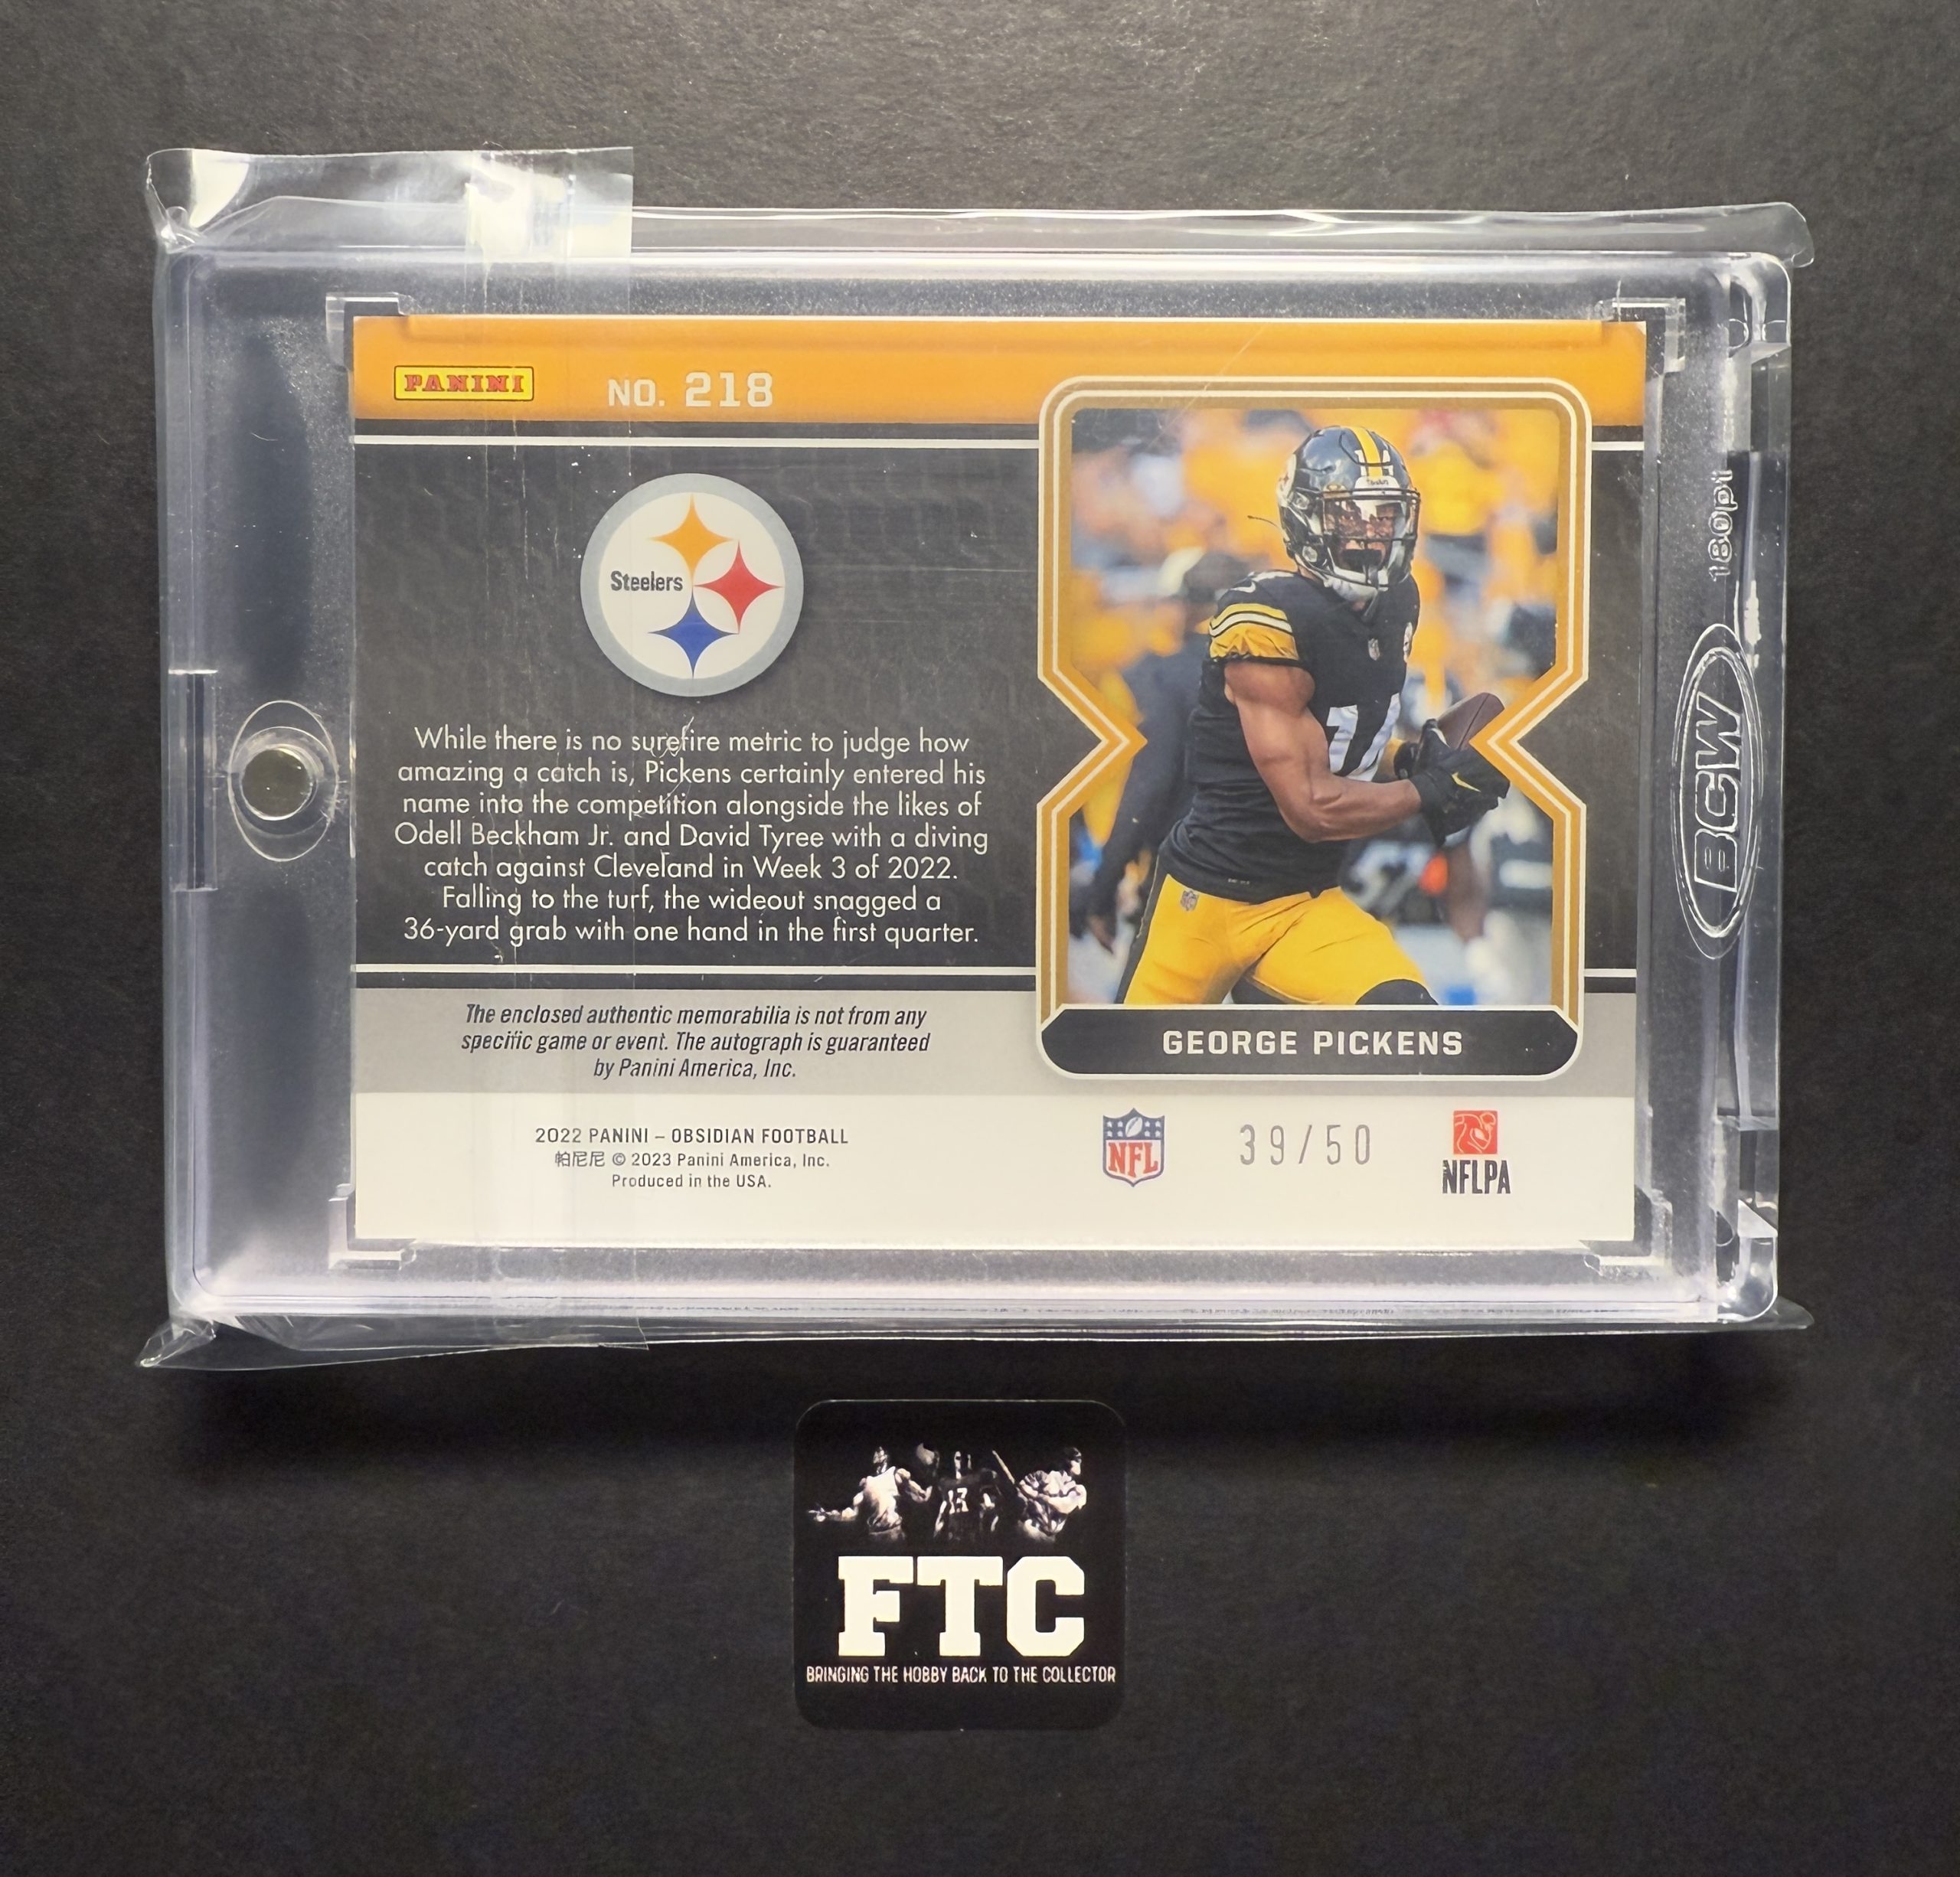 PANINI
NO. 218
Steelers
While there is no surefire metric to judge how
amazing a catch is, Pickens certainly entered his
name into the competition alongside the likes of
Odell Beckham Jr. and David Tyree with a diving
catch against Cleveland in Week 3 of 2022.
Falling to the turf, the wideout snagged a
36-yard grab with one hand in the first quarter.
The enclosed authentic memorabilia is not from any
specific game or event. The autograph is guaranteed
by Panini America, Inc.
2022 PANINI – OBSIDIAN FOOTBALL
帕尼尼 © 2023 Panini America, Inc.
Produced in the USA.
14
GEORGE PICKENS
NFL
39/50
NFLPA
180pt
BCW
13
FTC
BRINGING THE HOBBY BACK TO THE COLLECTOR